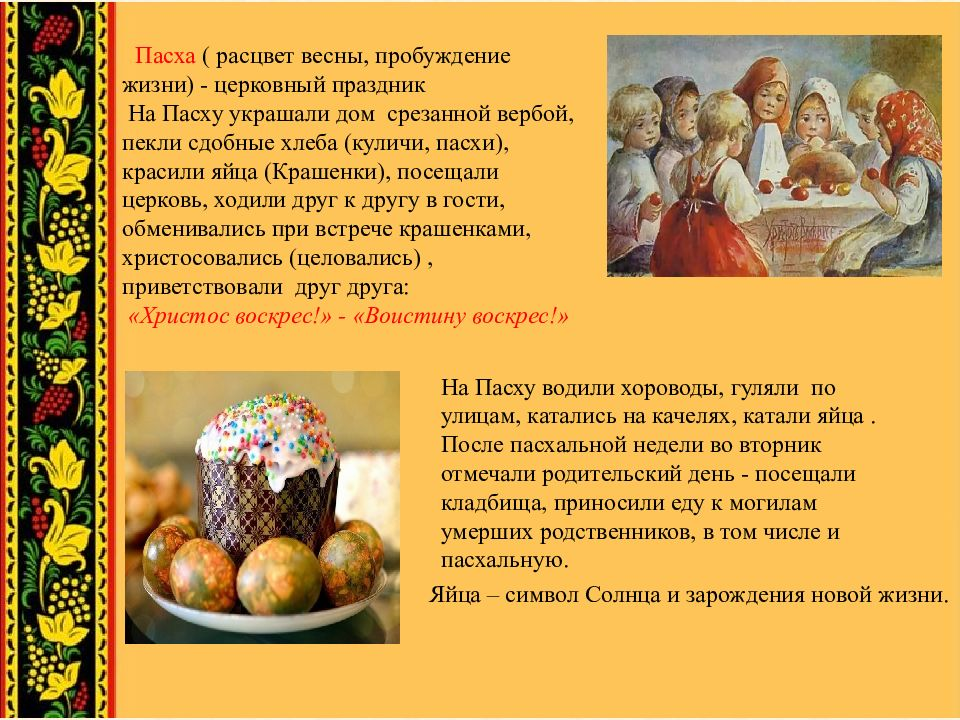 Пасха ( расцвет весны, пробуждение
жизни) - церковный праздник
На Пасху украшали дом срезанной вербой,
пекли сдобные хлеба (куличи, пасхи),
красили яйца (Крашенки), посещали
церковь, ходили друг к другу в гости,
обменивались при встрече крашенками,
христосовались (целовались) ,
приветствовали друг друга:
«Христос воскрес!» - «Воистину воскрес!»
Христос Воскресе
На Пасху водили хороводы, гуляли по
улицам, катались на качелях, катали яйца .
После пасхальной недели во вторник
отмечали родительский день - посещали
кладбища, приносили еду к могилам
умерших родственников, в том числе и
пасхальную.
Яйца – символ Солнца и зарождения новой жизни.